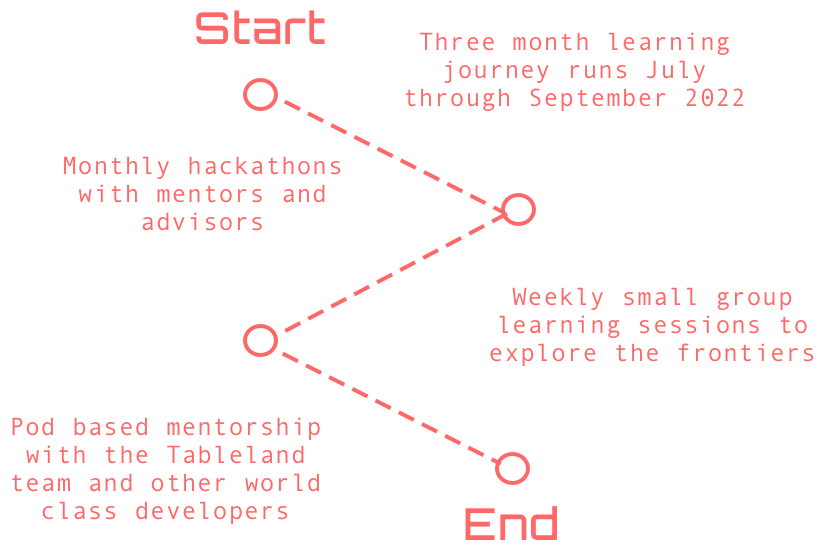 Start
Three month learning
journey runs July
through September 2022
Monthly hackathons
with mentors and
advisors
Weekly small group
learning sessions to
explore the frontiers
Pod based mentorship
with the Tableland
team and other world
class developers
End